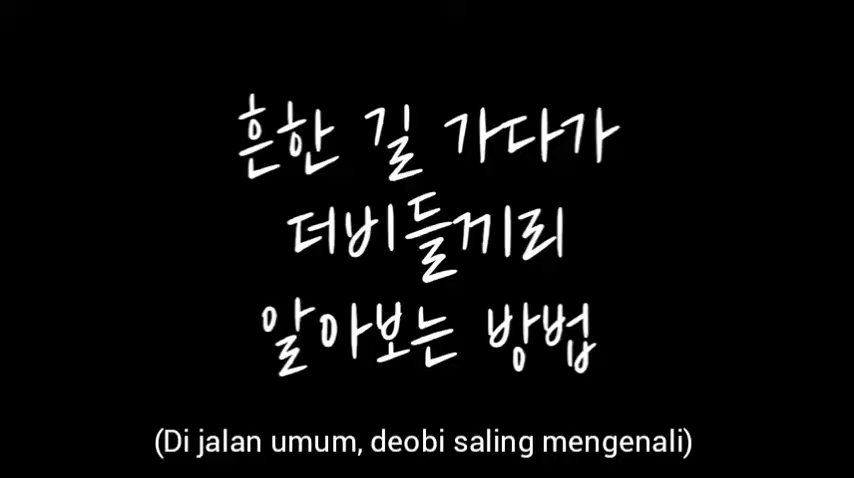 흔한 길 가다가
더비들끼리
알아보는 방법
(Di jalan umum, deobi saling mengenali)